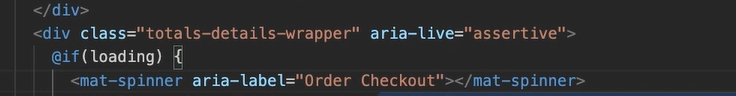 </div>
<div class="totals-details-wrapper" aria-live="assertive">
@if(loading) {
<mat-spinner aria-label="Order Checkout"></mat-spinner>